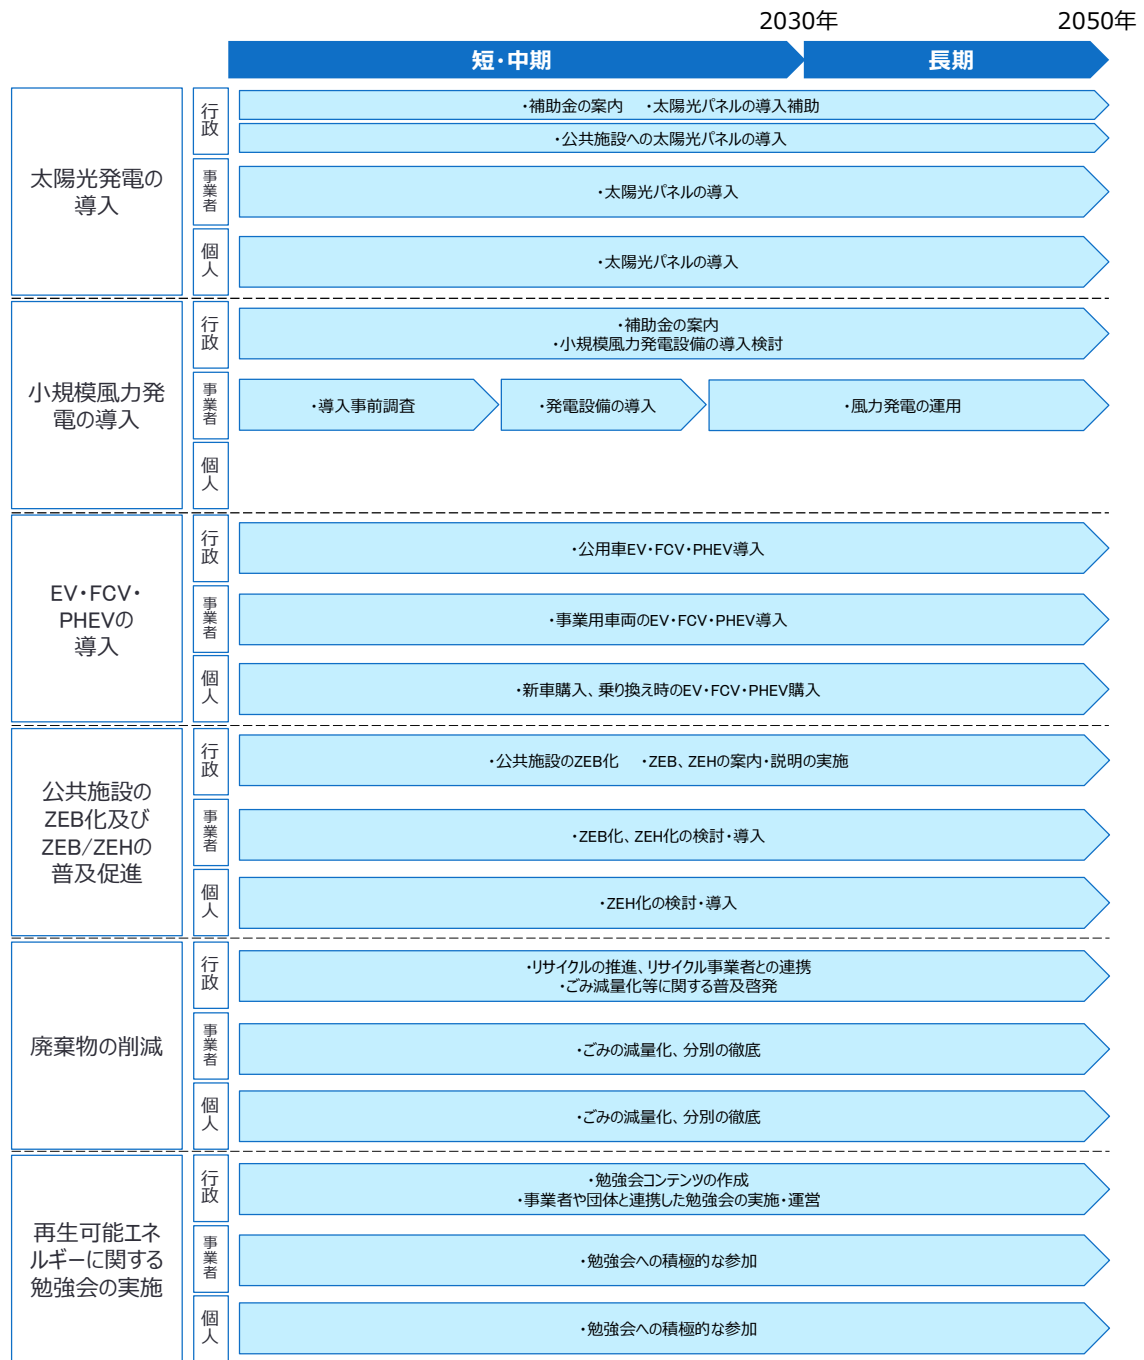 2030年
2050年
短・中期
長期
太陽光発電の
導入
行政
・補助金の案内　・太陽光パネルの導入補助
・公共施設への太陽光パネルの導入
事業者
・太陽光パネルの導入
個人
・太陽光パネルの導入
小規模風力発
電の導入
行政
・補助金の案内
・小規模風力発電設備の導入検討
事業者
・導入事前調査
・発電設備の導入
・風力発電の運用
個人
EV・FCV・
PHEVの
導入
行政
・公用車EV・FCV・PHEV導入
事業者
・事業用車両のEV・FCV・PHEV導入
個人
・新車購入、乗り換え時のEV・FCV・PHEV購入
公共施設の
ZEB化及び
ZEB/ZEHの
普及促進
行政
・公共施設のZEB化　・ZEB、ZEHの案内・説明の実施
事業者
・ZEB化、ZEH化の検討・導入
個人
・ZEH化の検討・導入
廃棄物の削減
行政
・リサイクルの推進、リサイクル事業者との連携
・ごみ減量化等に関する普及啓発
事業者
・ごみの減量化、分別の徹底
個人
・ごみの減量化、分別の徹底
再生可能エネ
ルギーに関する
勉強会の実施
行政
・勉強会コンテンツの作成
・事業者や団体と連携した勉強会の実施・運営
事業者
・勉強会への積極的な参加
個人
・勉強会への積極的な参加